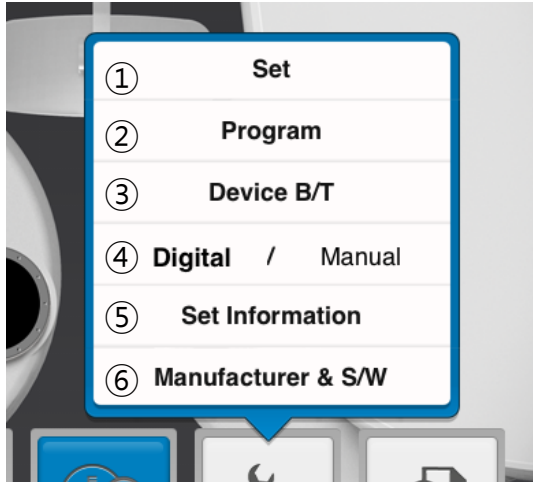 ① Set
② Program
③ Device B/T
④ Digital / Manual
⑤ Set Information
⑥ Manufacturer & S/W